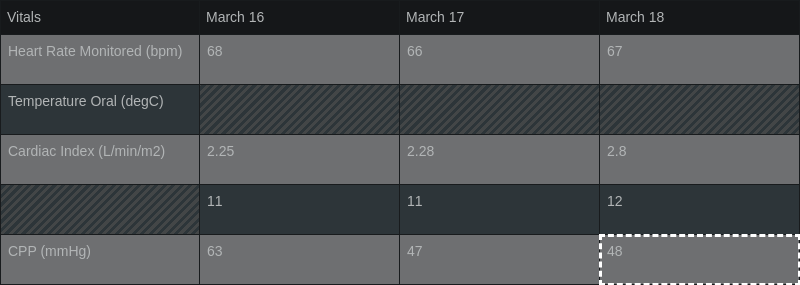 Vitals March 16 March 17 March 18
Heart Rate Monitored (bpm) 68 66 67
Temperature Oral (degC)
Cardiac Index (L/min/m2) 2.25 2.28 2.8
11 11 12
CPP (mmHg) 63 47 48